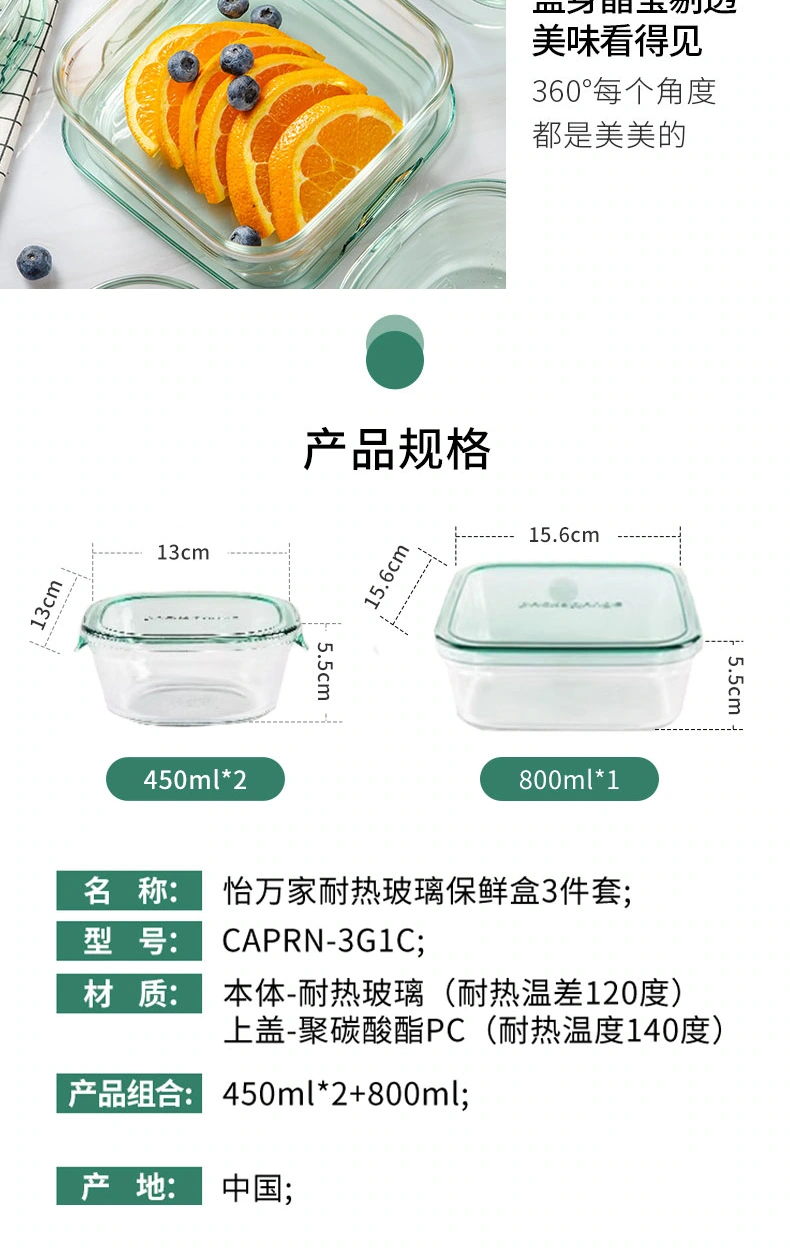 美味看得见
360°每个角度
都是美美的
产品规格
13cm
13cm
5.5cm
15.6cm
15.6cm
5.5cm
450ml*2
800ml*1
名 称: 怡万家耐热玻璃保鲜盒3件套;
型 号: CAPRN-3G1C;
材 质: 本体-耐热玻璃（耐热温差120度）
上盖-聚碳酸酯PC（耐热温度140度）
产品组合: 450ml*2+800ml;
产 地: 中国;